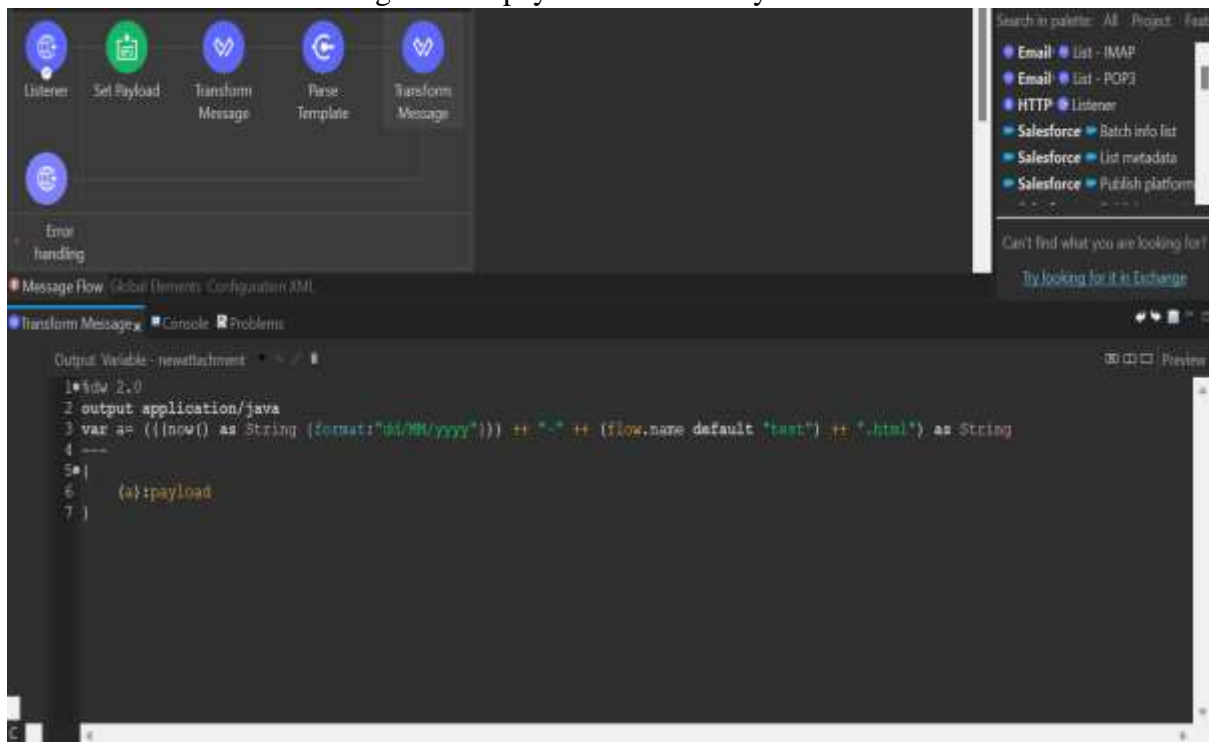 Listener
Set Payload
Transform Message
Parse Template
Transform Message
Error handling
Search in palette: All Project Feat
Email List - IMAP
Email List - POP3
HTTP Listener
Salesforce Batch info list
Salesforce List metadata
Salesforce Publish platform
Can't find what you are looking for?
Try looking for it in Exchange
Message Flow Global Elements Configuration XML
Transform Message Console Problems
Output Variable - newattachment
Preview
1 %dw 2.0
2 output application/java
3 var a= (((now() as String {format:"dd/MM/yyyy"})) ++ "-" ++ (flow.name default "test") ++ ".html") as String
4 ---
5 {
6 (a):payload
7 }